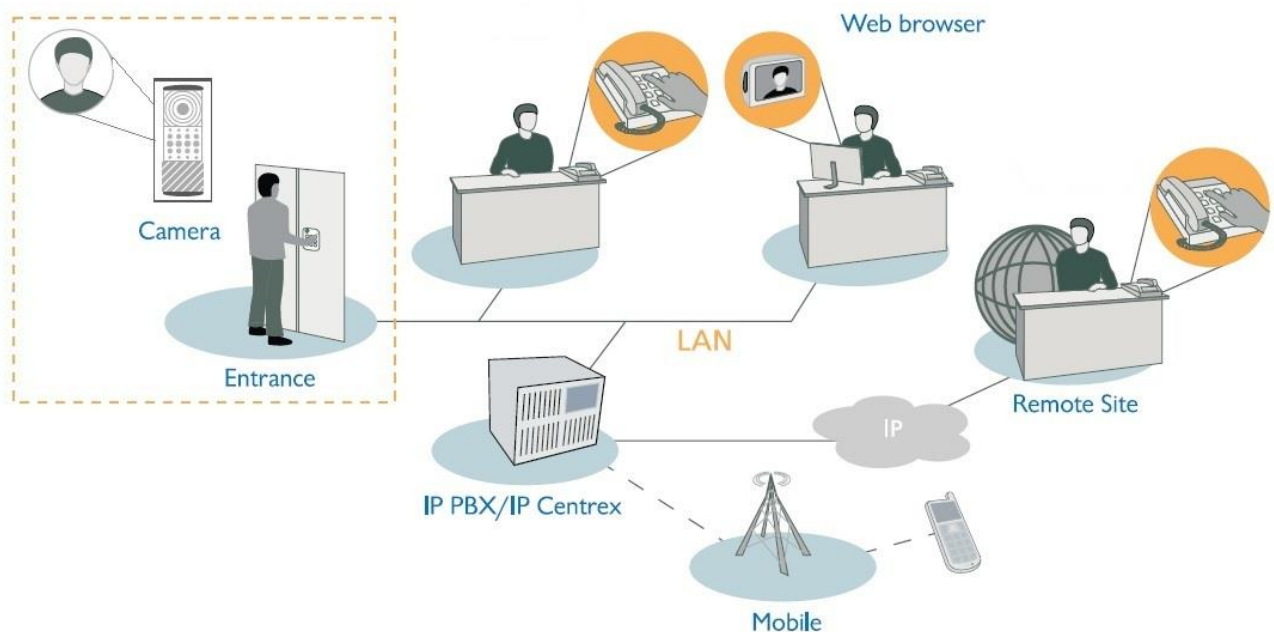 Web browser
Camera
LAN
Entrance
Remote Site
IP
IP PBX/IP Centrex
Mobile